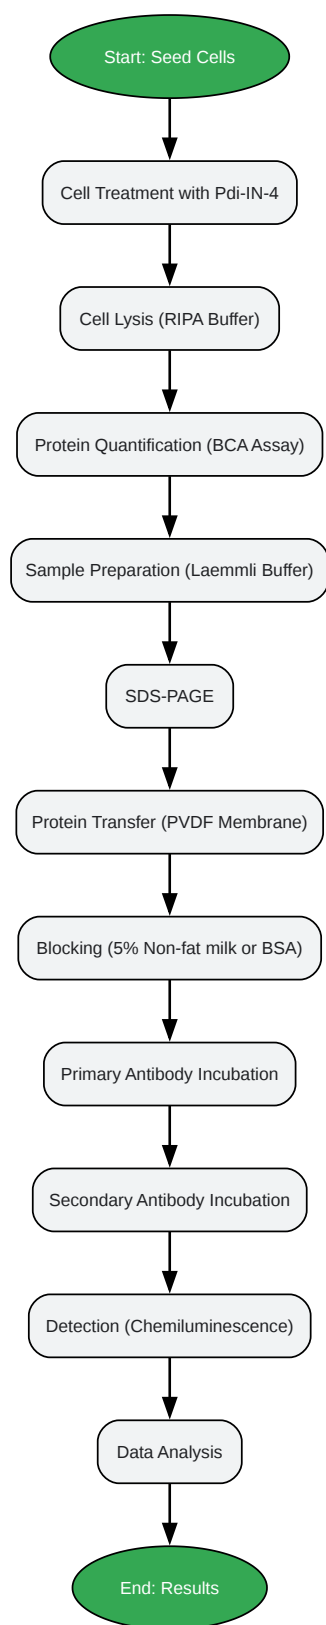 Start: Seed Cells
Cell Treatment with Pdi-IN-4
Cell Lysis (RIPA Buffer)
Protein Quantification (BCA Assay)
Sample Preparation (Laemmli Buffer)
SDS-PAGE
Protein Transfer (PVDF Membrane)
Blocking (5% Non-fat milk or BSA)
Primary Antibody Incubation
Secondary Antibody Incubation
Detection (Chemiluminescence)
Data Analysis
End: Results